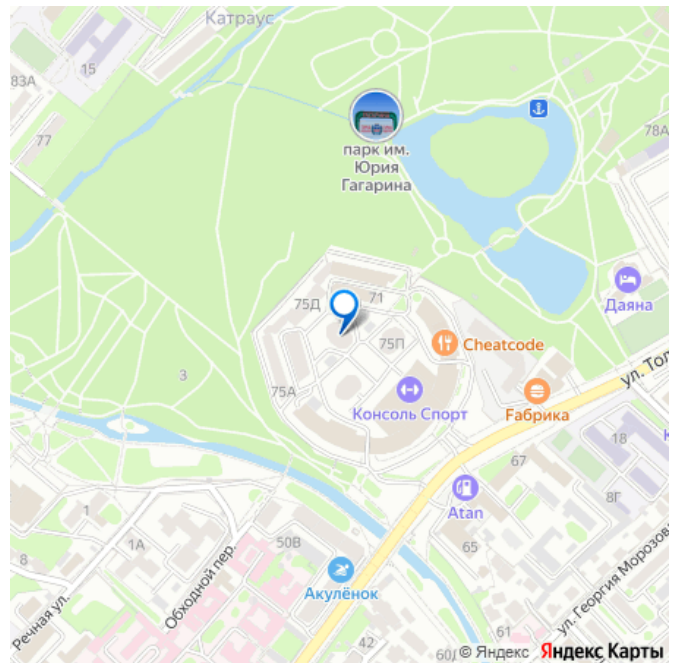 Катраус
83А
15
77
парк им.
Юрия
Гагарина
78А
Даяна
75Д
71
75П
Cheatcode
ул. Тол
3
75А
Консоль Спорт
Fабрика
18
К
67
8Г
Atan
1
1А
50В
65
8
Обходной пер.
Речная ул.
Акулёнок
ул. Георгия Морозова
42
61
60Д
© Яндекс Яндекс Карты